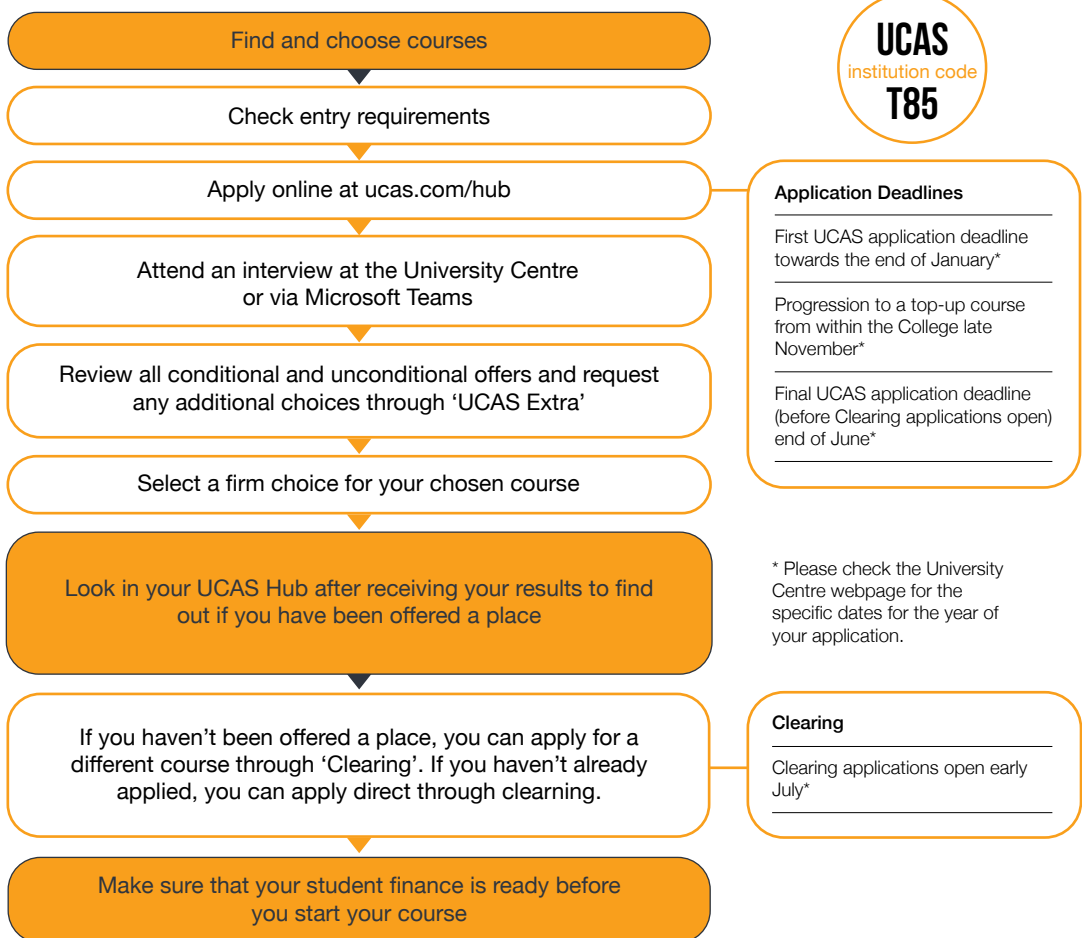 Find and choose courses
Check entry requirements
Apply online at ucas.com/hub
Attend an interview at the University Centre
or via Microsoft Teams
Review all conditional and unconditional offers and request
any additional choices through ‘UCAS Extra’
Select a firm choice for your chosen course
Look in your UCAS Hub after receiving your results to find
out if you have been offered a place
If you haven’t been offered a place, you can apply for a
different course through ‘Clearing’. If you haven’t already
applied, you can apply direct through clearning.
Make sure that your student finance is ready before
you start your course
UCAS
institution code
T85
Application Deadlines
First UCAS application deadline
towards the end of January*
Progression to a top-up course
from within the College late
November*
Final UCAS application deadline
(before Clearing applications open)
end of June*
* Please check the University
Centre webpage for the
specific dates for the year of
your application.
Clearing
Clearing applications open early
July*